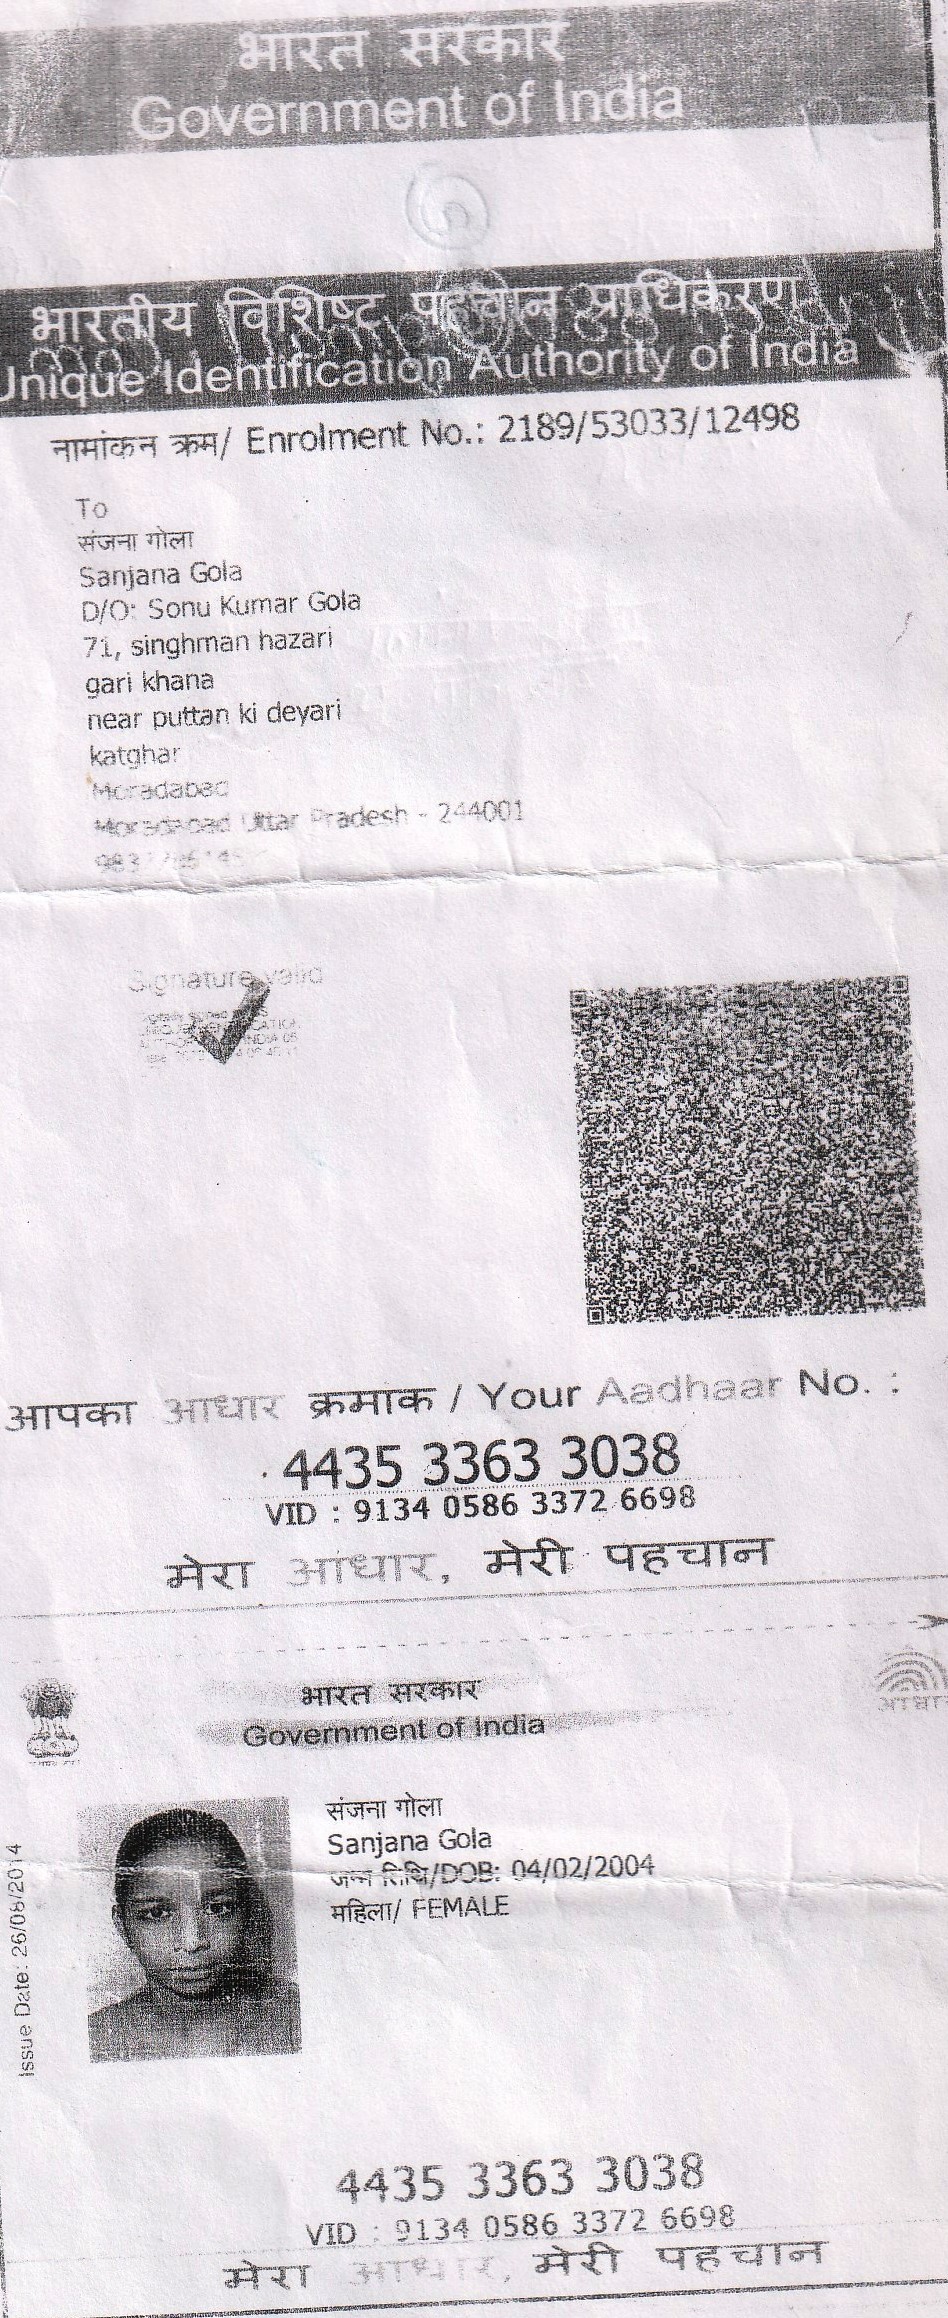 भारत सरकार
Government of India
भारतीय विशिष्ट पहचान प्राधिकरण
Unique Identification Authority of India
नामांकन क्रम/ Enrolment No.: 2189/53033/12498
To
संजना गोला
Sanjana Gola
D/O: Sonu Kumar Gola
71, singhman hazari
gari khana
near puttan ki deyari
katghar
Moradabad
Moradabad Uttar Pradesh - 244001
Signature valid
आपका आधार क्रमाक / Your Aadhaar No. :
4435 3363 3038
VID : 9134 0586 3372 6698
मेरा आधार, मेरी पहचान
भारत सरकार
Government of India
आधार
संजना गोला
Sanjana Gola
जन्म तिथि/DOB: 04/02/2004
महिला/ FEMALE
Issue Date: 26/08/2014
4435 3363 3038
VID : 9134 0586 3372 6698
मेरा आधार, मेरी पहचान